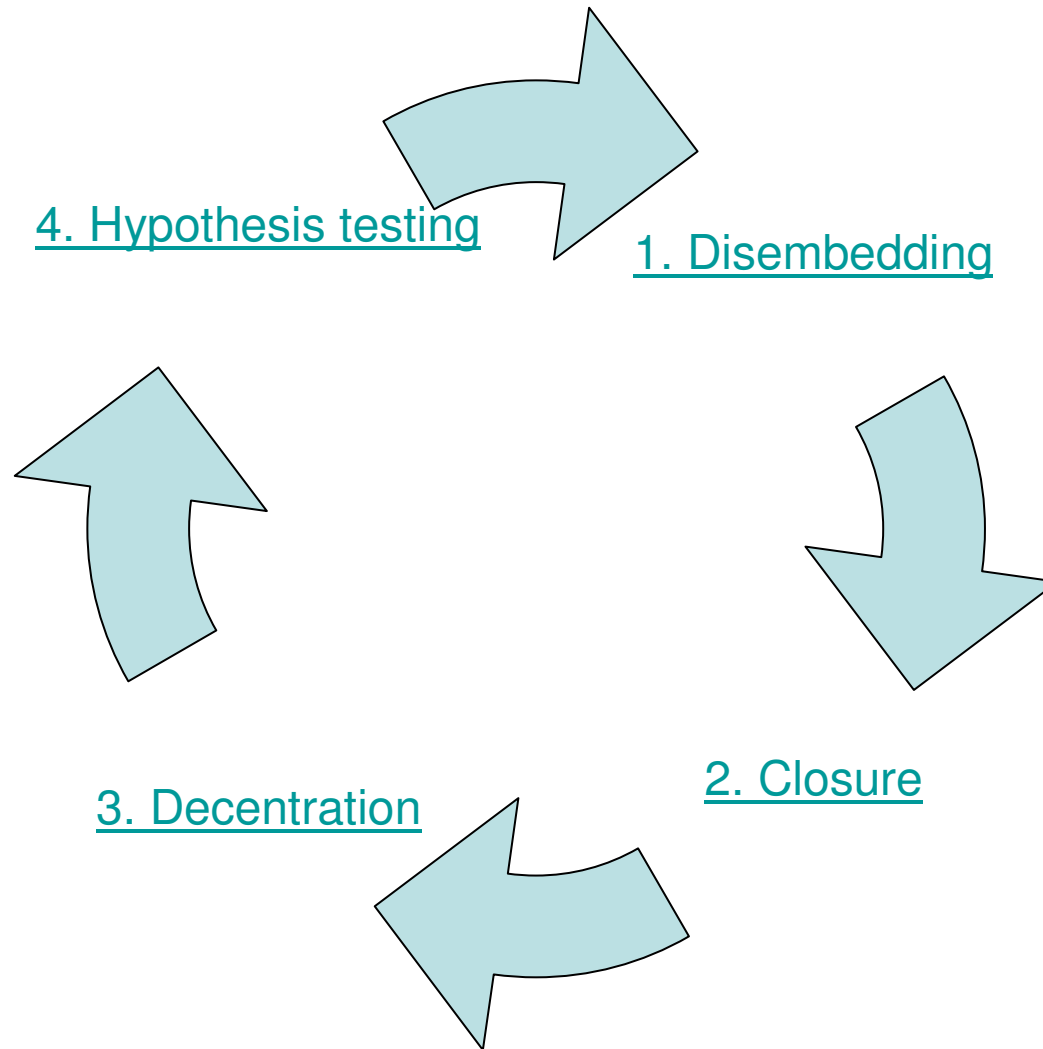 4. Hypothesis testing
1. Disembedding
2. Closure
3. Decentration